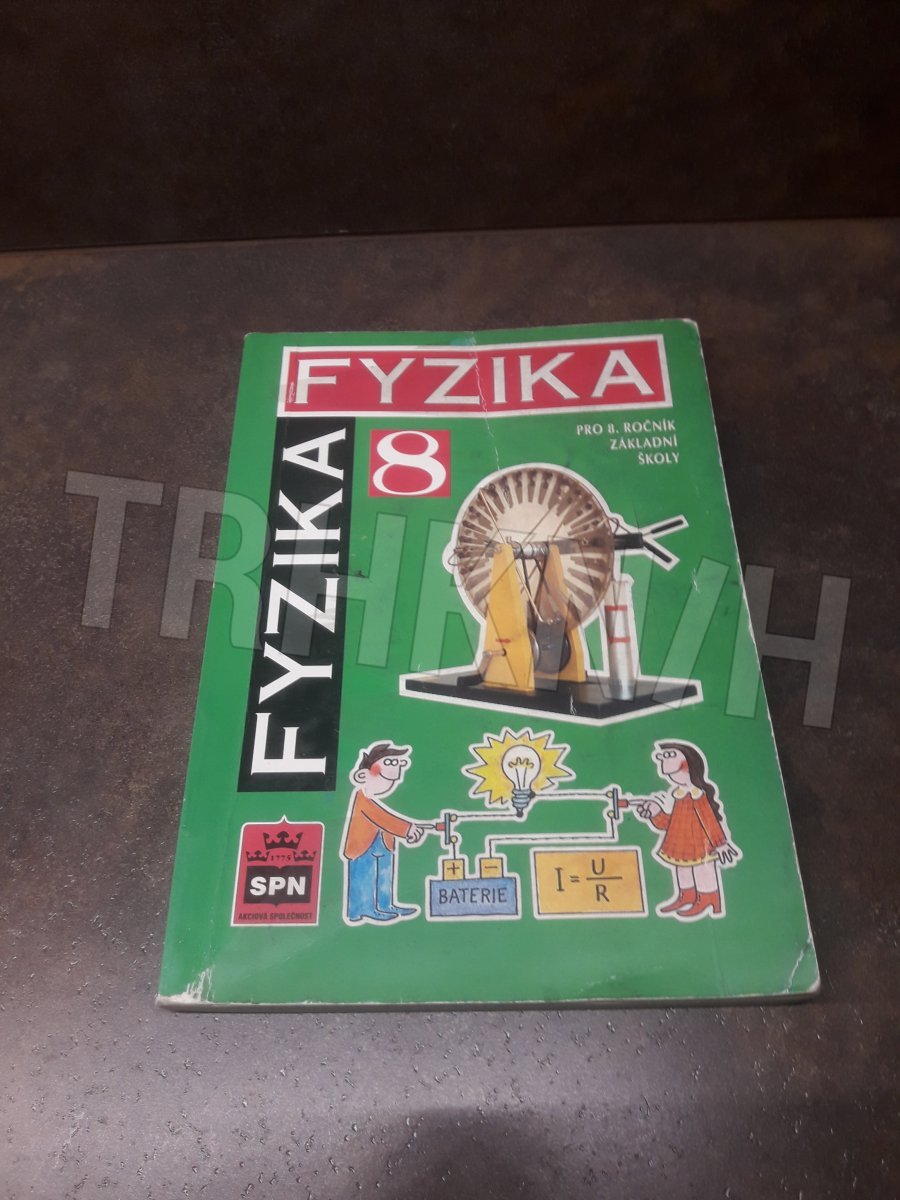 FYZIKA
FYZIKA
8
PRO 8. ROČNÍK
ZÁKLADNÍ
ŠKOLY
BATERIE
+
−
I = U
R
1775
SPN
AKCIOVÁ SPOLEČNOST